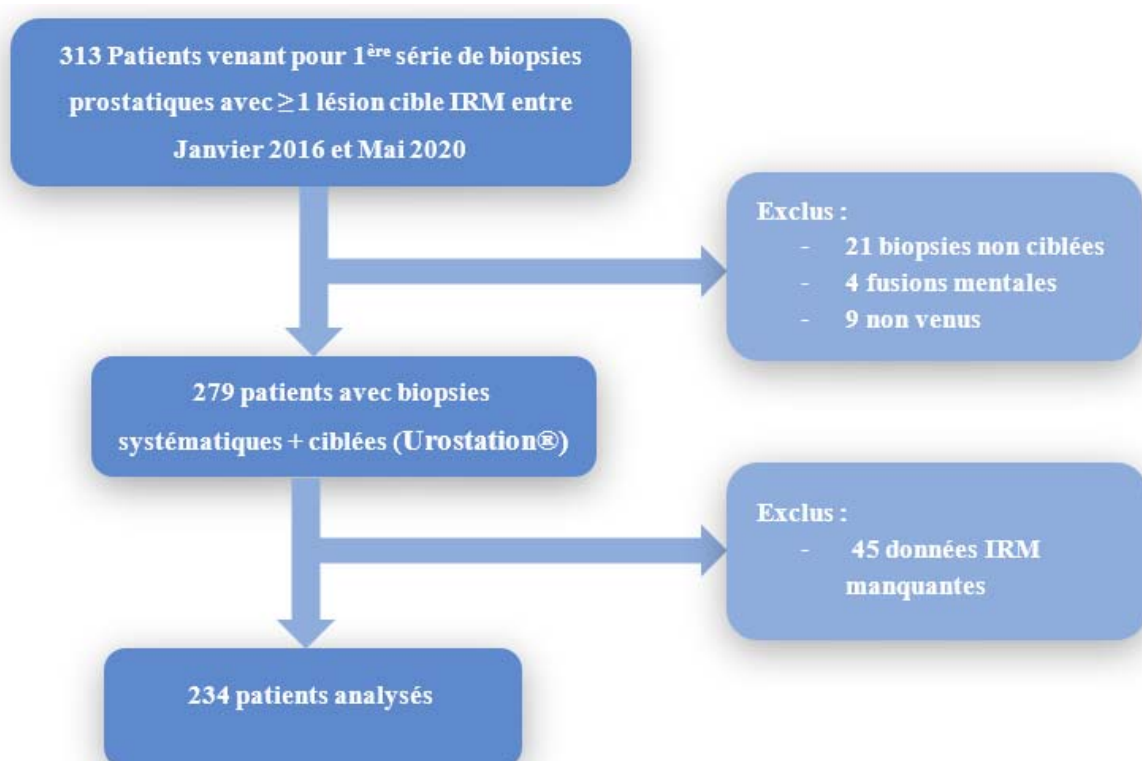 313 Patients venant pour 1ère série de biopsies
prostatiques avec ≥1 lésion cible IRM entre
Janvier 2016 et Mai 2020
Exclus :
- 21 biopsies non ciblées
- 4 fusions mentales
- 9 non venus
279 patients avec biopsies
systématiques + ciblées (Urostation®)
Exclus :
- 45 données IRM
manquantes
234 patients analysés